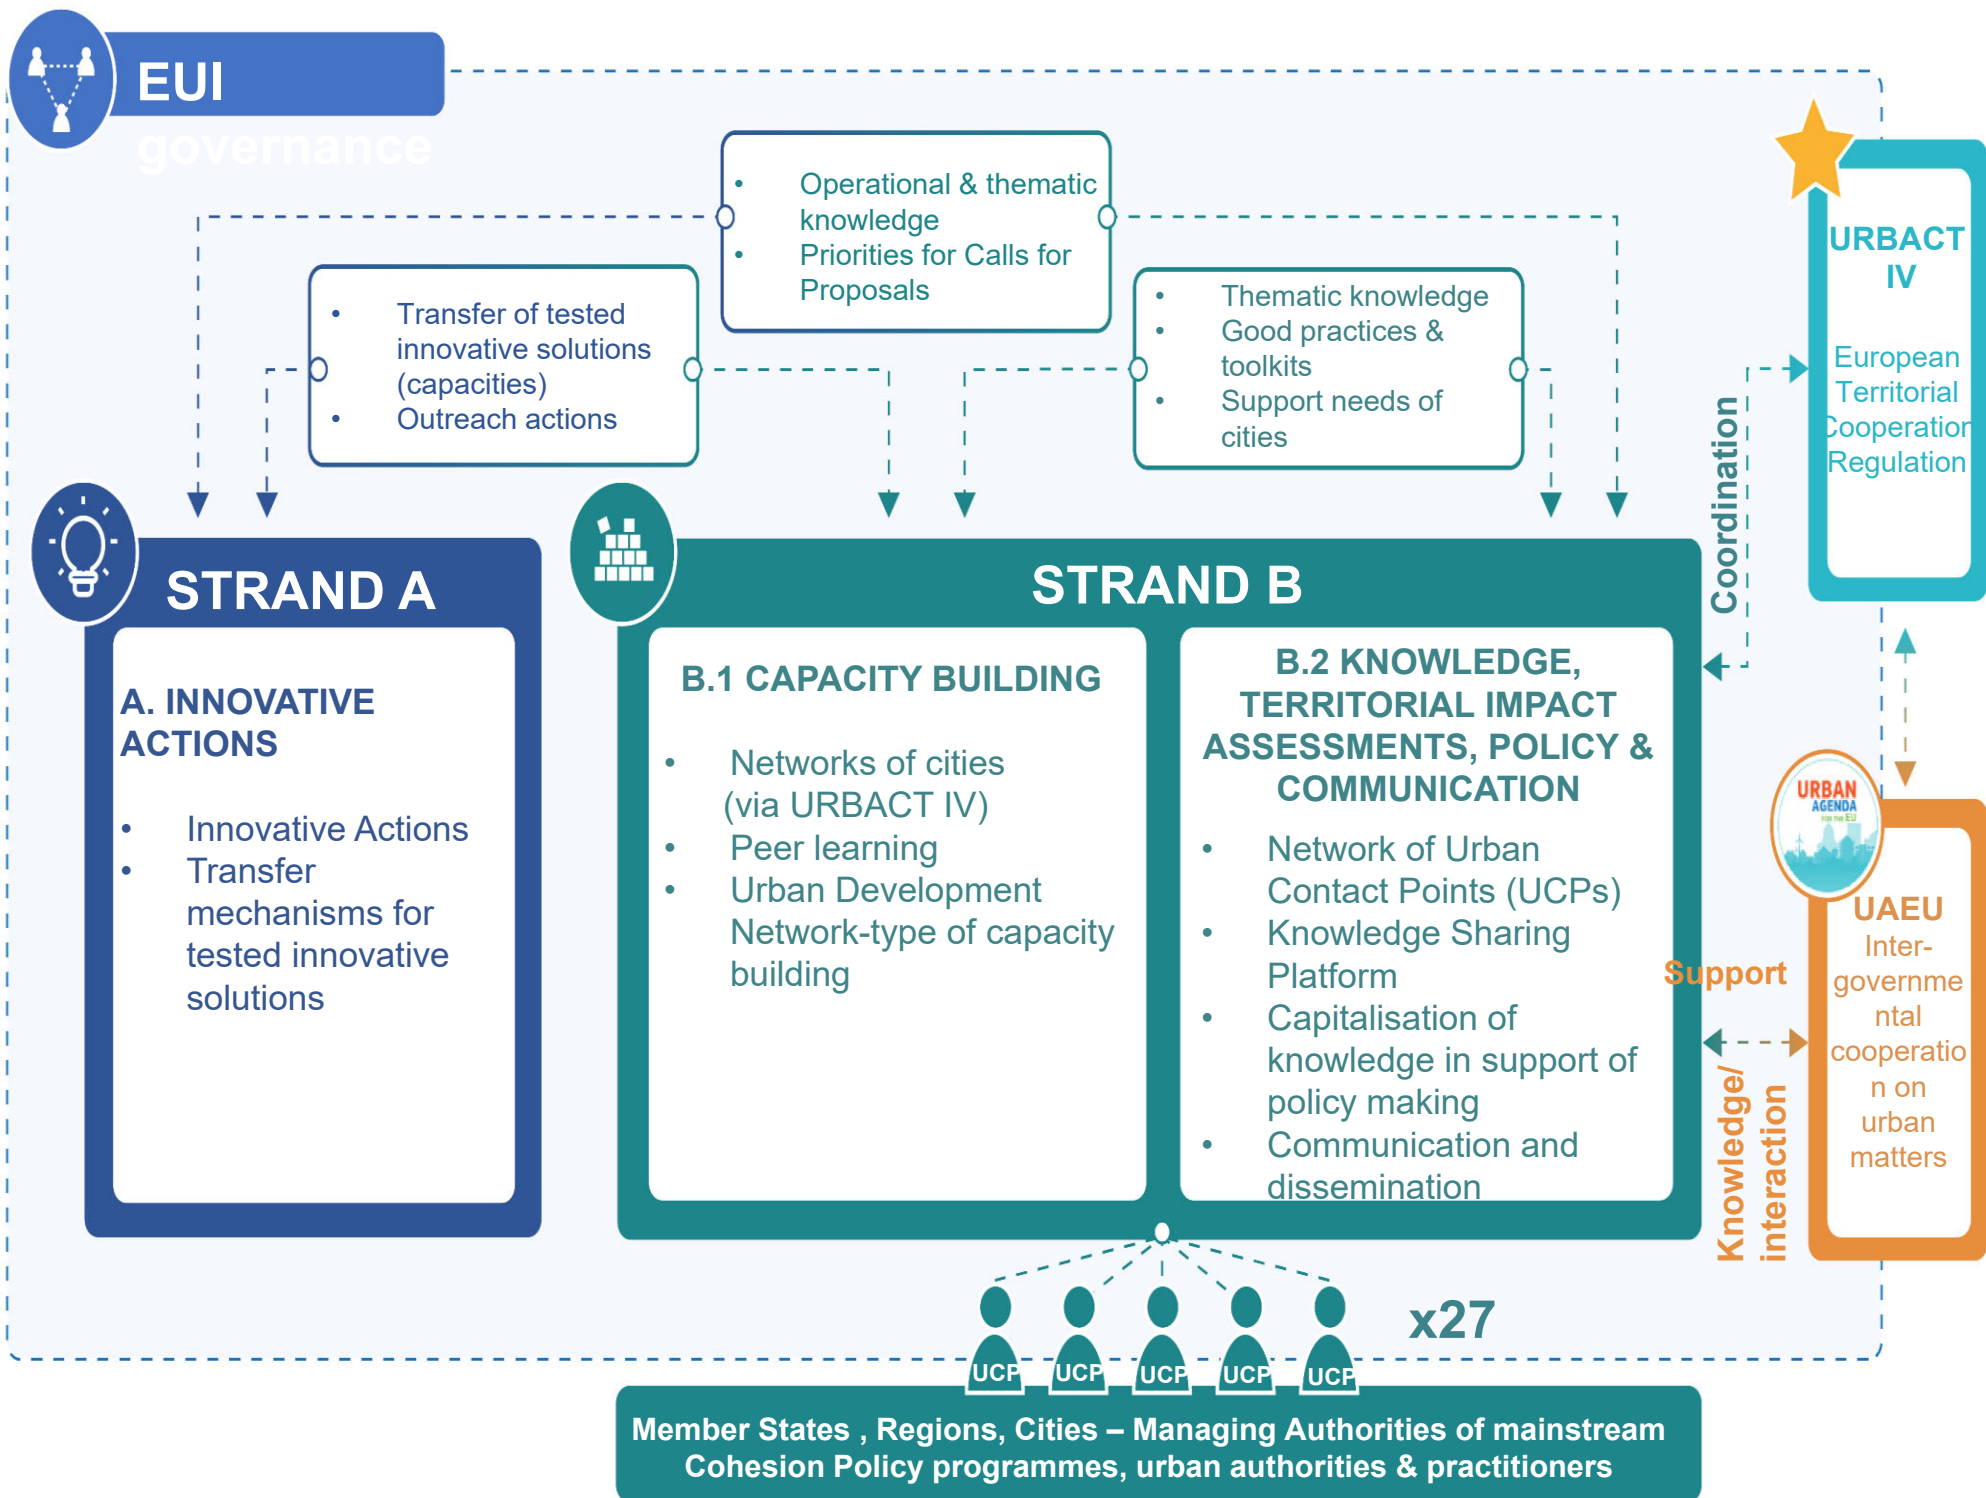 EUI
governance
• Operational & thematic
knowledge
• Priorities for Calls for
Proposals
• Transfer of tested
innovative solutions
(capacities)
• Outreach actions
• Thematic knowledge
• Good practices &
toolkits
• Support needs of
cities
URBACT
IV
European
Territorial
Cooperation
Regulation
Coordination
STRAND A
A. INNOVATIVE
ACTIONS
• Innovative Actions
• Transfer
mechanisms for
tested innovative
solutions
STRAND B
B.1 CAPACITY BUILDING
• Networks of cities
(via URBACT IV)
• Peer learning
• Urban Development
Network-type of capacity
building
B.2 KNOWLEDGE,
TERRITORIAL IMPACT
ASSESSMENTS, POLICY &
COMMUNICATION
• Network of Urban
Contact Points (UCPs)
• Knowledge Sharing
Platform
• Capitalisation of
knowledge in support of
policy making
• Communication and
dissemination
Support
Knowledge/
interaction
URBAN
AGENDA
FOR THE EU
UAEU
Inter-
governme
ntal
cooperatio
n on
urban
matters
x27
UCP UCP UCP UCP UCP
Member States , Regions, Cities – Managing Authorities of mainstream
Cohesion Policy programmes, urban authorities & practitioners